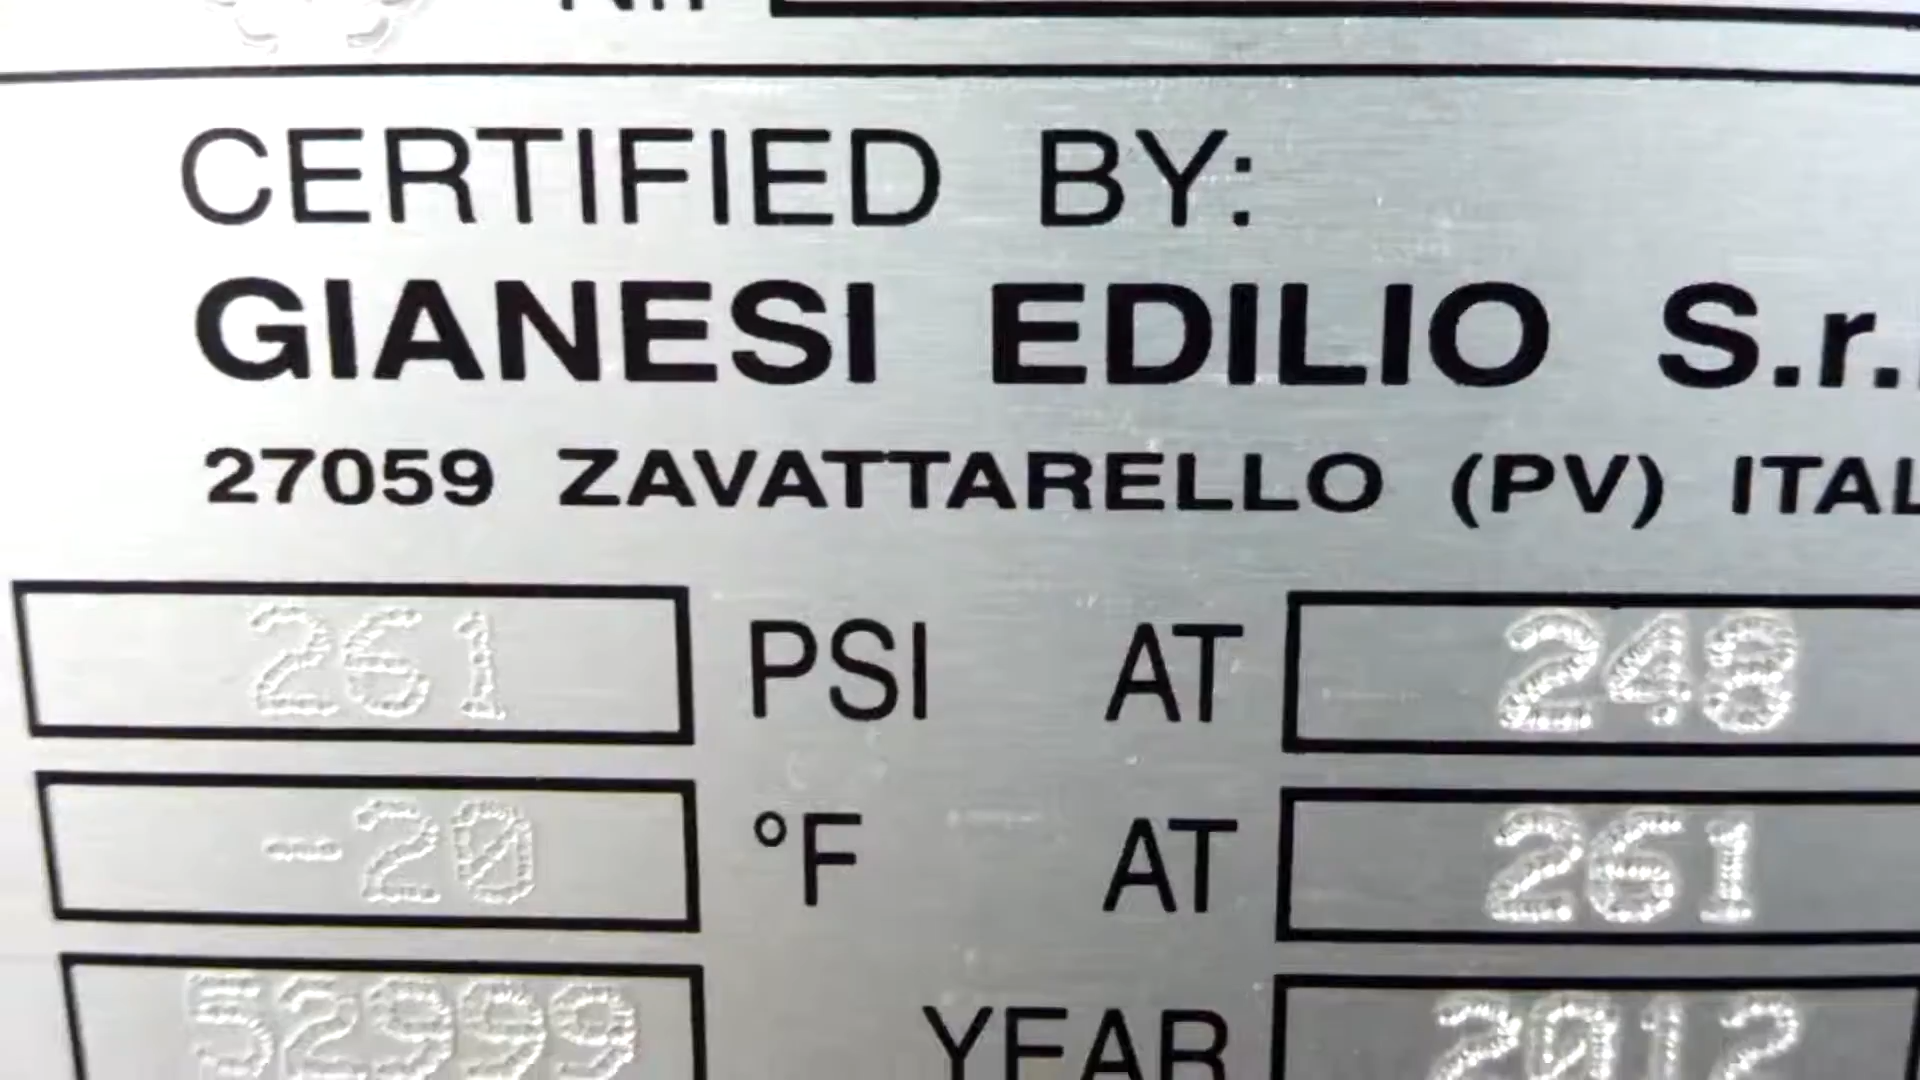 CERTIFIED BY:
GIANESI EDILIO S.r.
27059 ZAVATTARELLO (PV) ITAL
261 PSI AT 248
-20 °F AT 261
52999 YEAR 2012